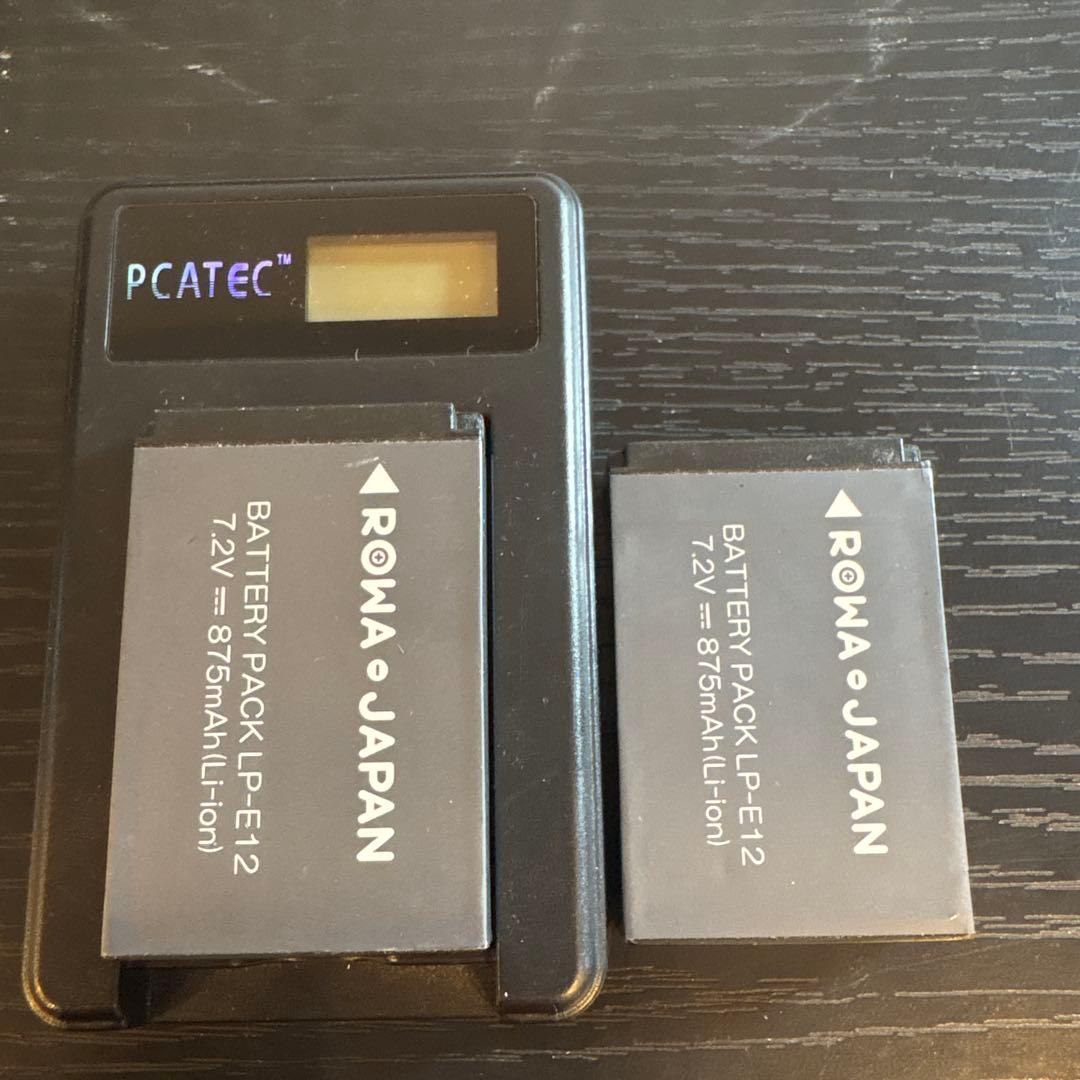 PCATEC™
ROWA・JAPAN
BATTERY PACK LP-E12
7.2V⎓875mAh(Li-ion)
ROWA・JAPAN
BATTERY PACK LP-E12
7.2V⎓875mAh(Li-ion)